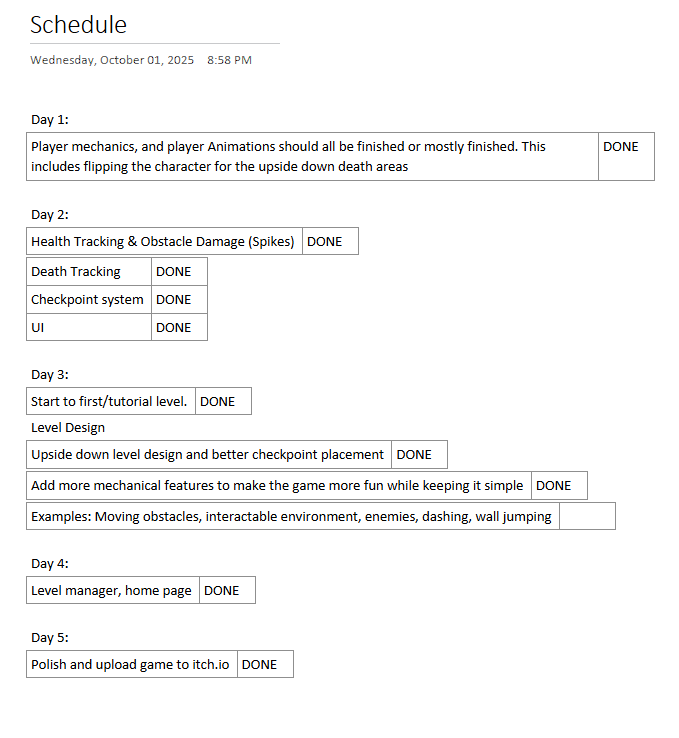 Schedule
Wednesday, October 01, 2025 8:58 PM
Day 1:
Player mechanics, and player Animations should all be finished or mostly finished. This DONE
includes flipping the character for the upside down death areas
Day 2:
Health Tracking & Obstacle Damage (Spikes) DONE
Death Tracking DONE
Checkpoint system DONE
UI DONE
Day 3:
Start to first/tutorial level. DONE
Level Design
Upside down level design and better checkpoint placement DONE
Add more mechanical features to make the game more fun while keeping it simple DONE
Examples: Moving obstacles, interactable environment, enemies, dashing, wall jumping
Day 4:
Level manager, home page DONE
Day 5:
Polish and upload game to itch.io DONE